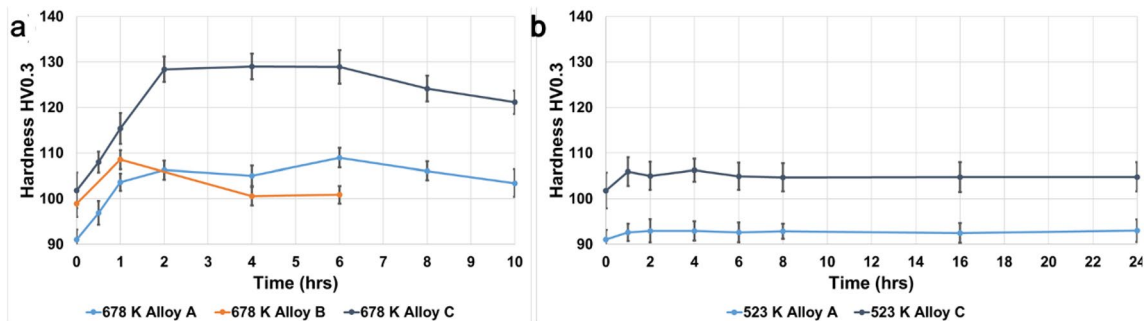 a
Hardness HV0.3
140
130
120
110
100
90
0 1 2 3 4 5 6 7 8 9 10
Time (hrs)
678 K Alloy A 678 K Alloy B 678 K Alloy C
b
Hardness HV0.3
140
130
120
110
100
90
0 2 4 6 8 10 12 14 16 18 20 22 24
Time (hrs)
523 K Alloy A 523 K Alloy C